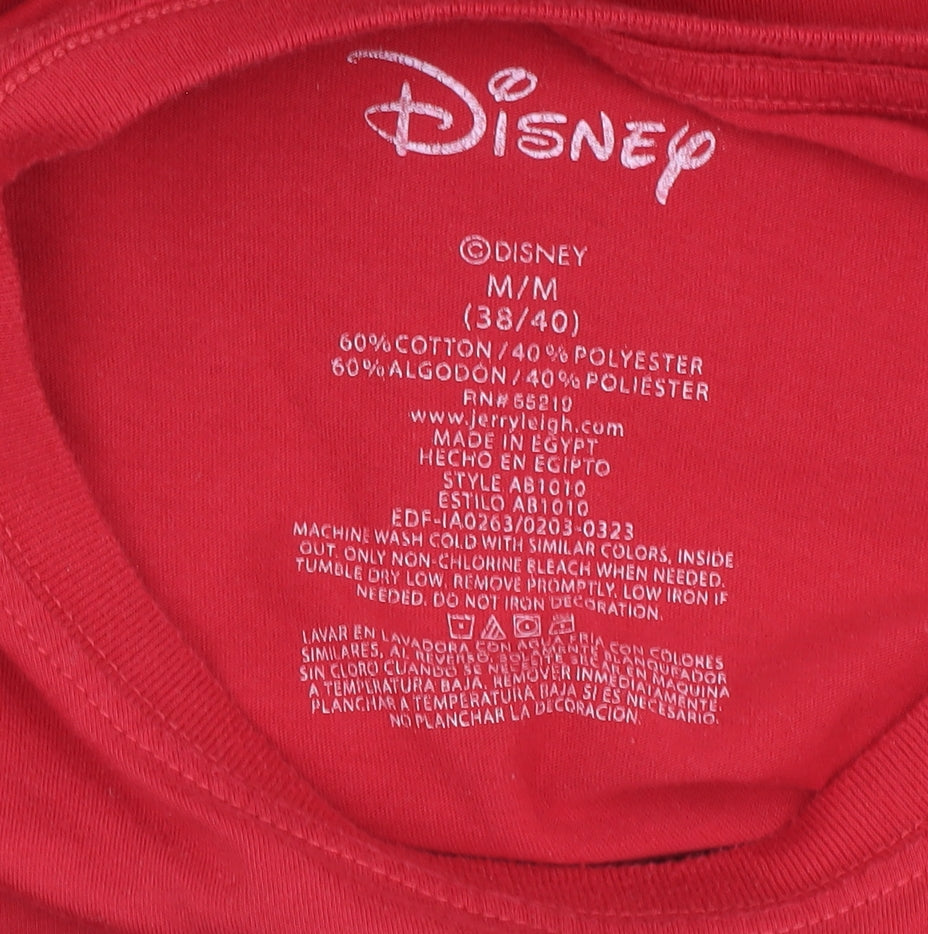 Disney
©DISNEY
M/M
(38/40)
60% COTTON / 40% POLYESTER
60% ALGODÓN / 40% POLIÉSTER
RN# 65210
www.jerryleigh.com
MADE IN EGYPT
HECHO EN EGIPTO
STYLE AB1010
ESTILO AB1010
EDF-IA0263/0203-0323
MACHINE WASH COLD WITH SIMILAR COLORS, INSIDE
OUT. ONLY NON-CHLORINE BLEACH WHEN NEEDED.
TUMBLE DRY LOW. REMOVE PROMPTLY. LOW IRON IF
NEEDED. DO NOT IRON DECORATION.
LAVAR EN LAVADORA CON AGUA FRIA CON COLORES
SIMILARES, AL REVERSO. SOLAMENTE BLANQUEADOR
SIN CLORO CUANDO SE NECESITE. SECAR EN MAQUINA
A TEMPERATURA BAJA. REMOVER INMEDIATAMENTE.
PLANCHAR A TEMPERATURA BAJA SI ES NECESARIO.
NO PLANCHAR LA DECORACION.